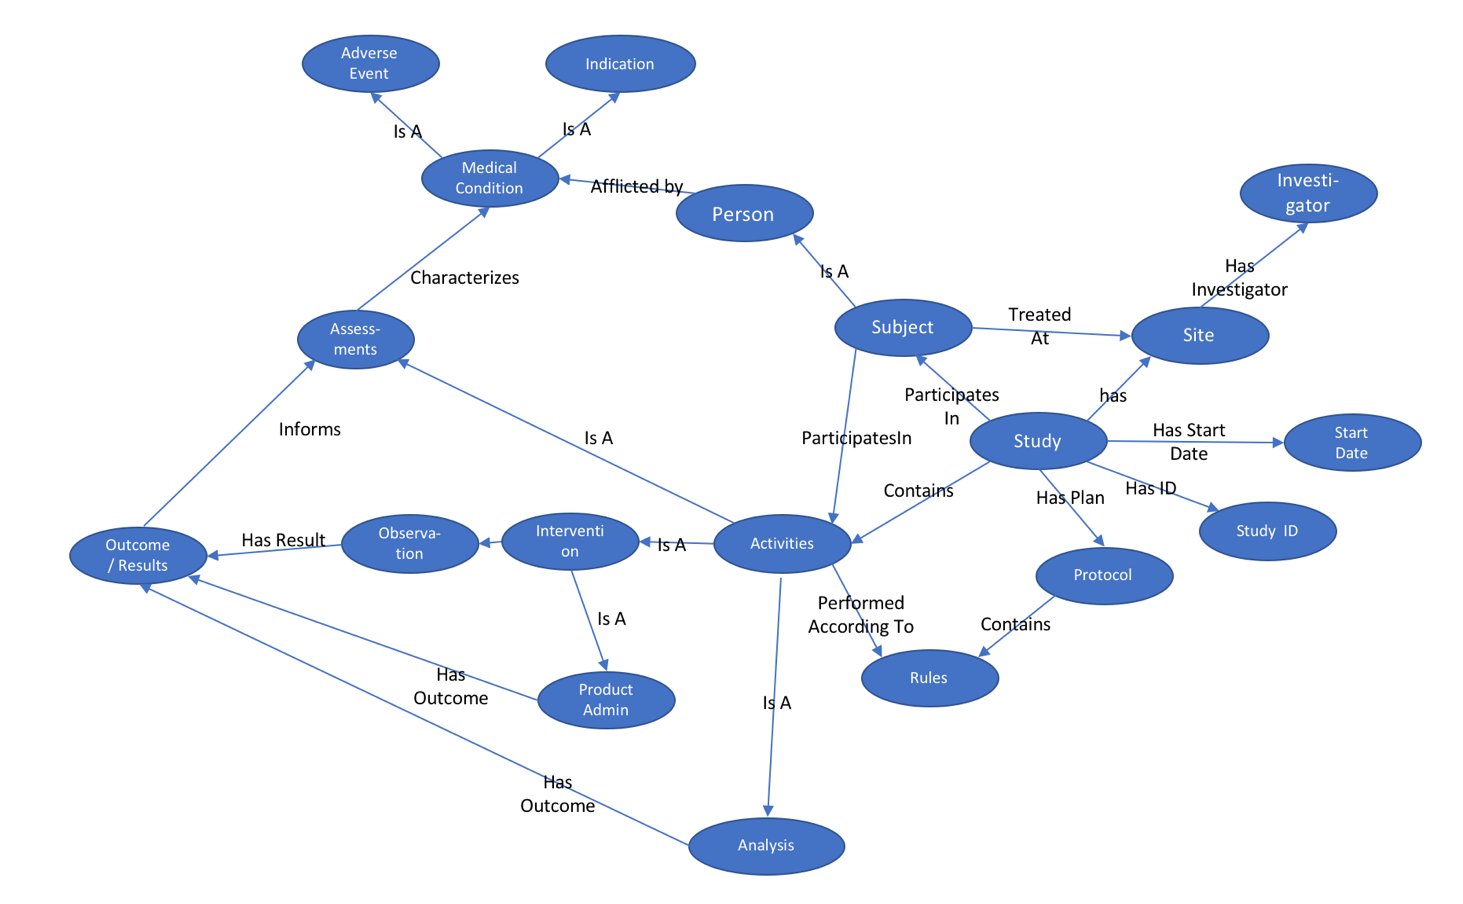 Adverse
Event
Indication
Is A
Is A
Medical
Condition
Afflicted by
Person
Investi-
gator
Has
Investigator
Is A
Characterizes
Subject
Treated
At
Site
Assess-
ments
Participates
In
has
Study
Has Start
Date
Start
Date
Informs
Is A
ParticipatesIn
Contains
Has Plan
Has ID
Study  ID
Outcome
/ Results
Has Result
Observa-
tion
Interventi
on
Is A
Activities
Protocol
Is A
Performed
According To
Contains
Rules
Has
Outcome
Product
Admin
Is A
Has
Outcome
Analysis